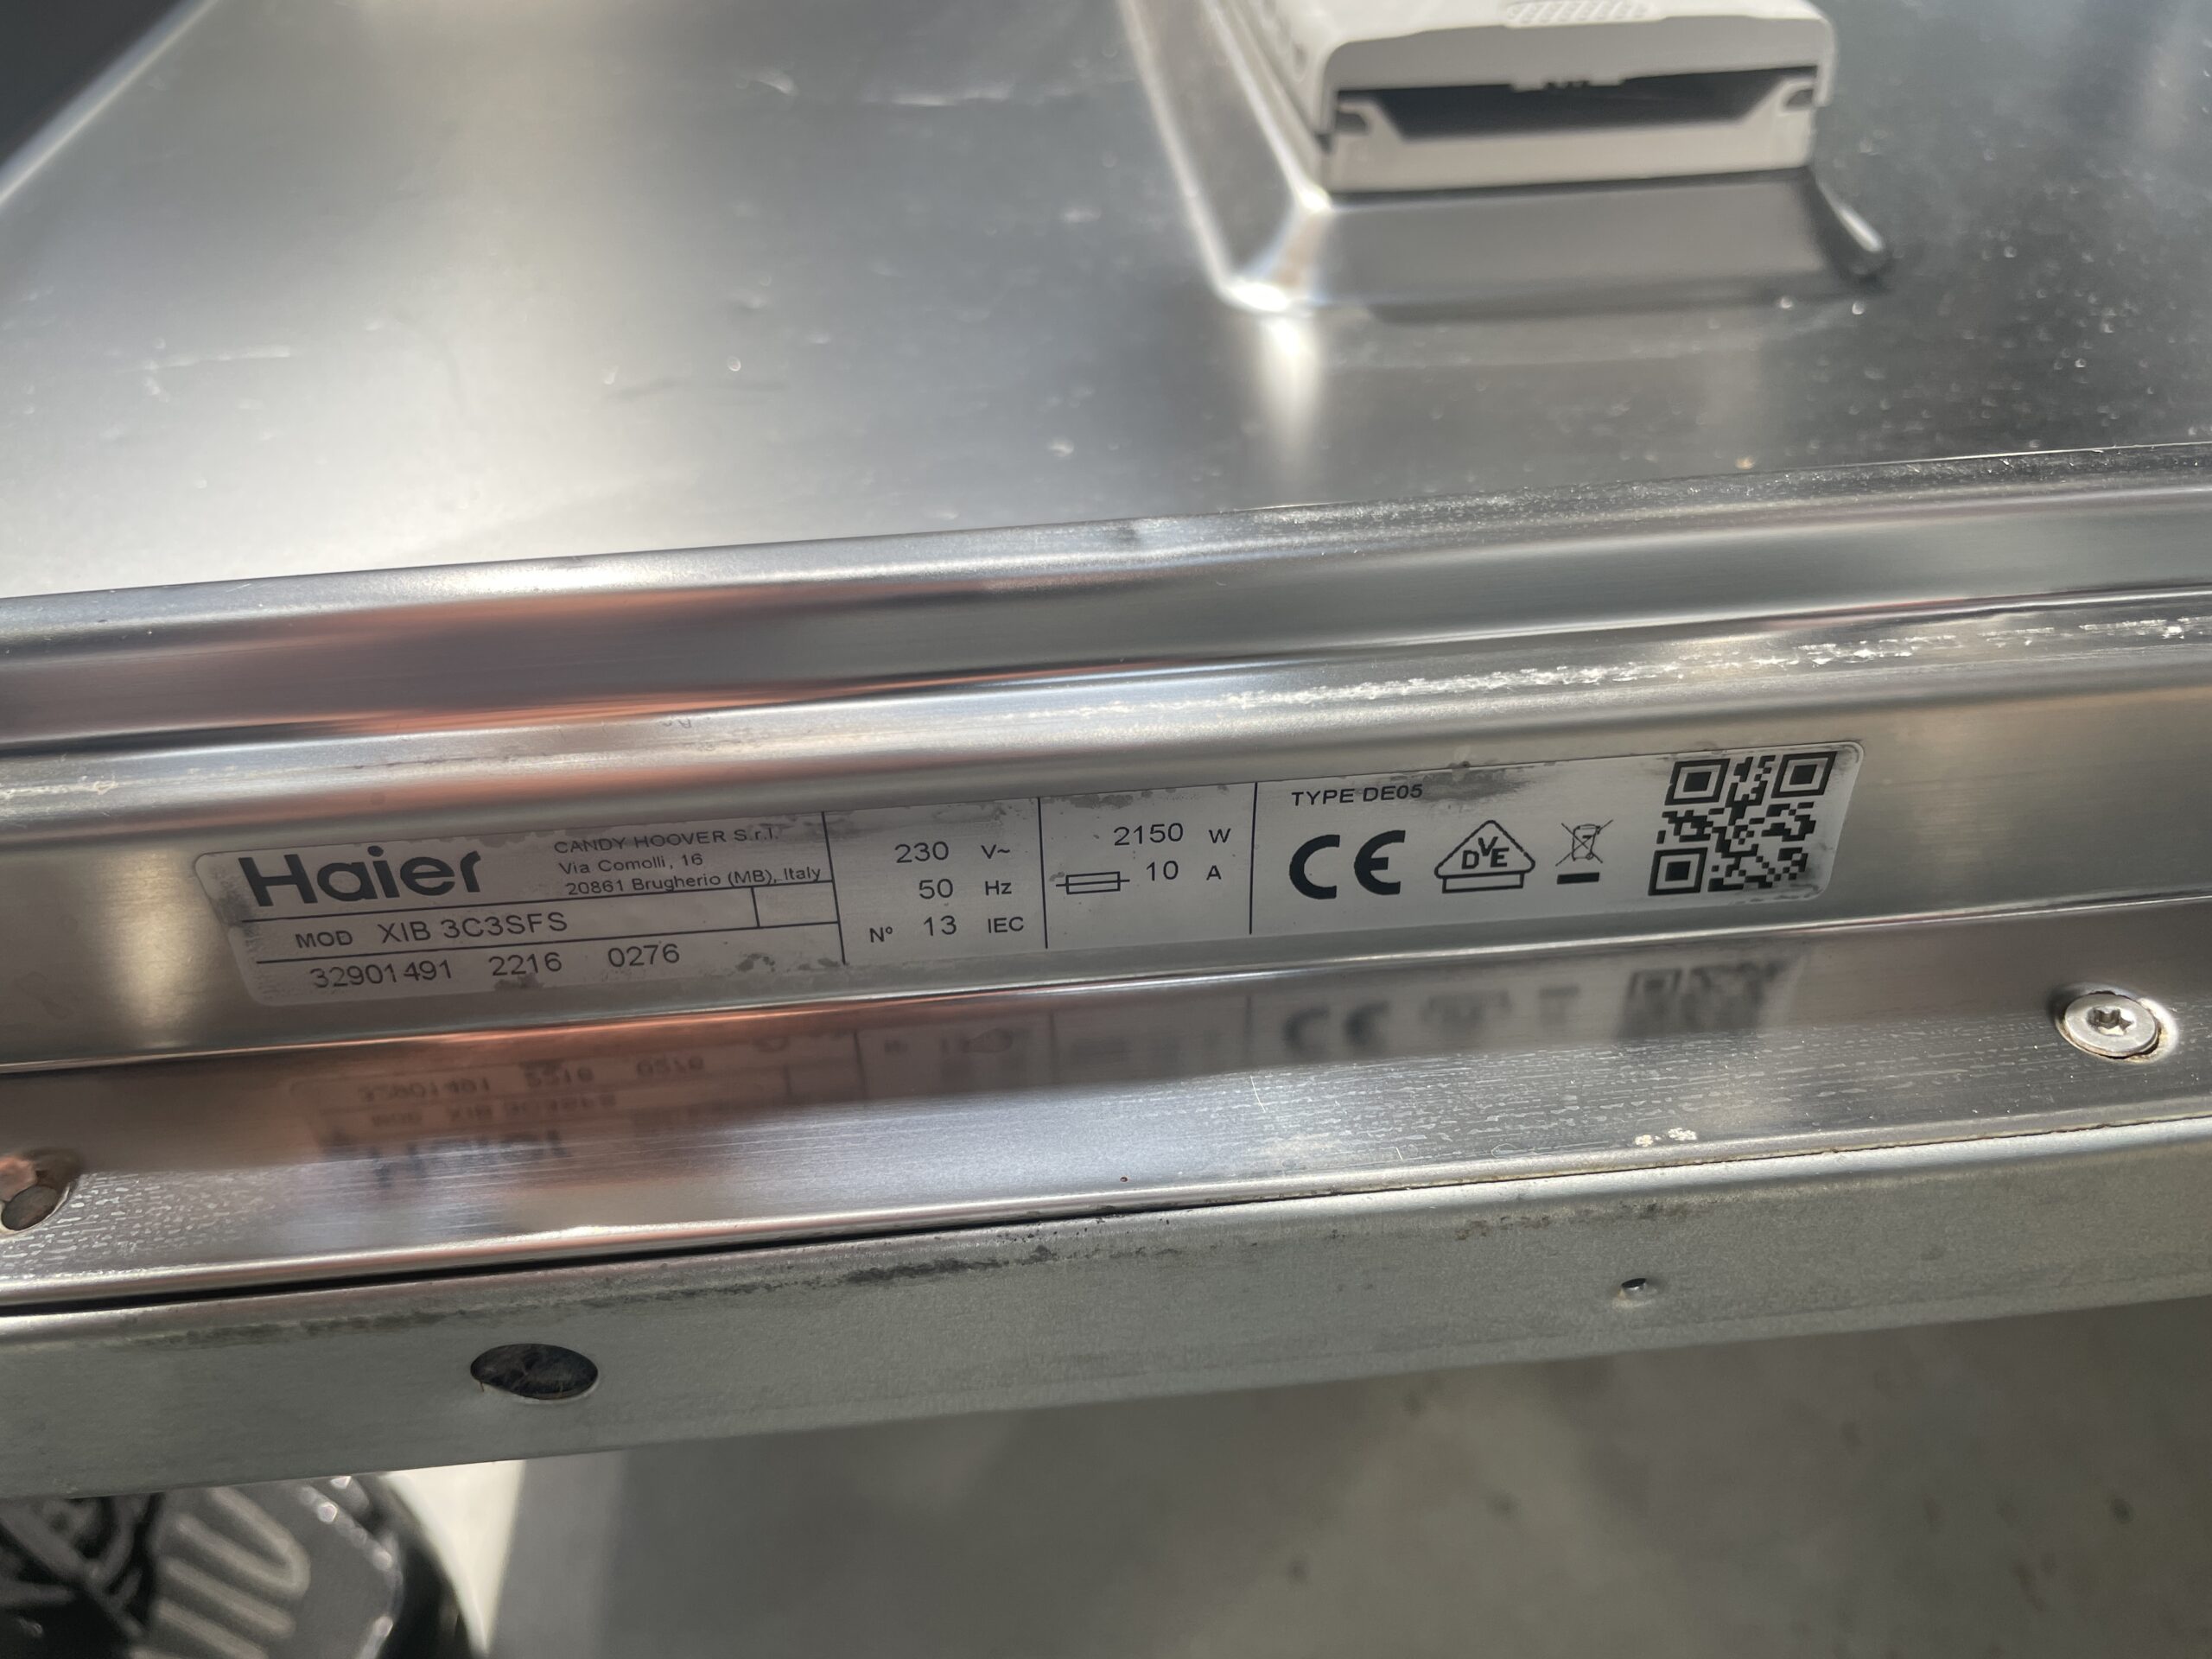 Haier
CANDY HOOVER S.r.l.
Via Comolli, 16
20861 Brugherio (MB), Italy
MOD XIB 3C3SFS
32901491 2216 0276
230 V~
50 Hz
Nº 13 IEC
2150 W
10 A
TYPE DE05
CE
DVE